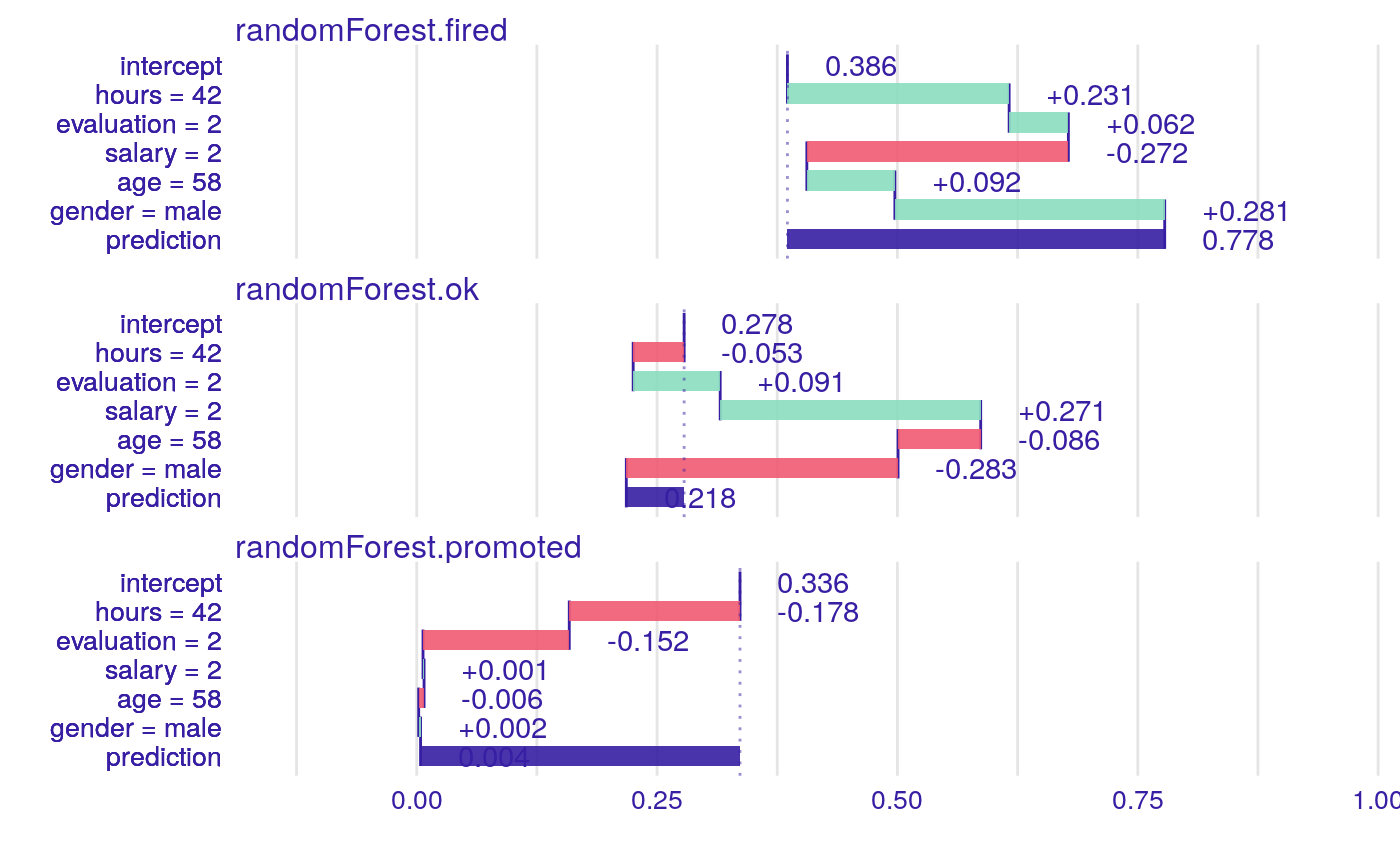 randomForest.fired
intercept 0.386
hours = 42 +0.231
evaluation = 2 +0.062
salary = 2 -0.272
age = 58 +0.092
gender = male +0.281
prediction 0.778
randomForest.ok
intercept 0.278
hours = 42 -0.053
evaluation = 2 +0.091
salary = 2 +0.271
age = 58 -0.086
gender = male -0.283
prediction 0.218
randomForest.promoted
intercept 0.336
hours = 42 -0.178
evaluation = 2 -0.152
salary = 2 +0.001
age = 58 -0.006
gender = male +0.002
prediction 0.004
0.00 0.25 0.50 0.75 1.00